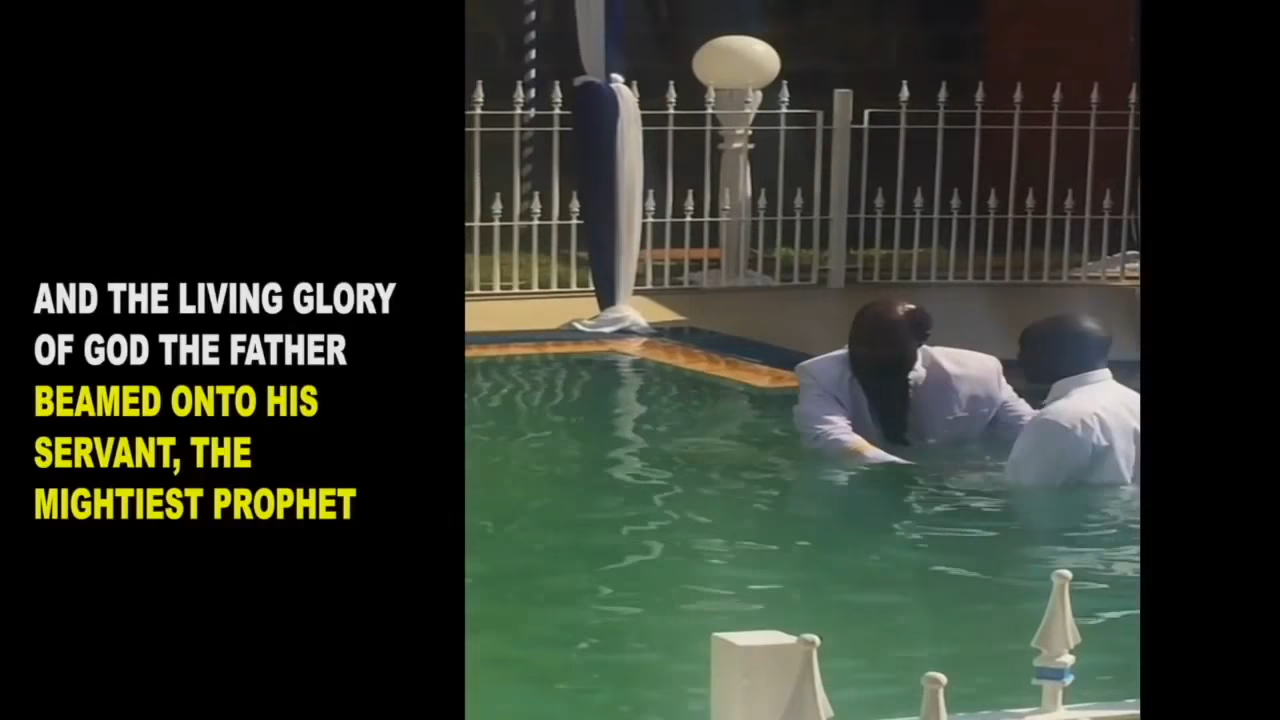 AND THE LIVING GLORY
OF GOD THE FATHER
BEAMED ONTO HIS
SERVANT, THE
MIGHTIEST PROPHET